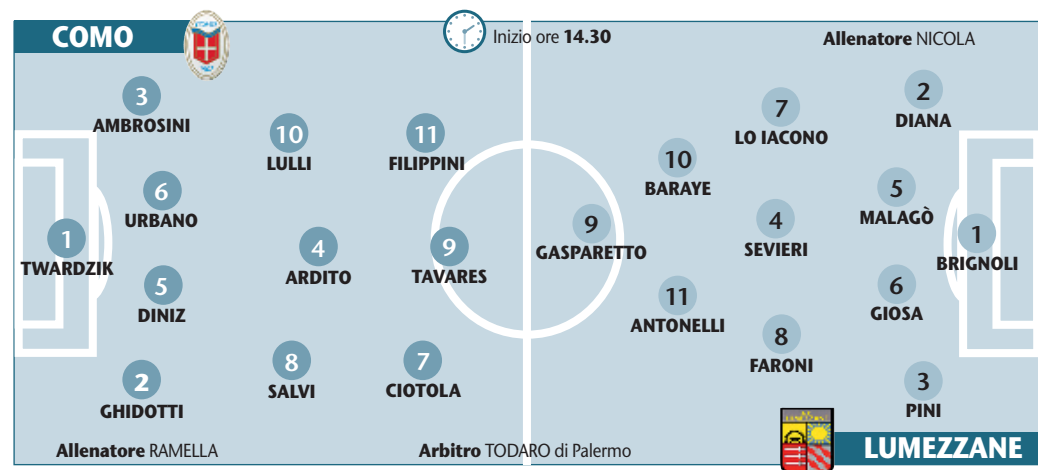 COMO
Inizio ore 14.30
Allenatore NICOLA
3
AMBROSINI
10
LULLI
11
FILIPPINI
6
URBANO
1
TWARDZIK
4
ARDITO
9
TAVARES
5
DINIZ
8
SALVI
7
CIOTOLA
2
GHIDOTTI
Allenatore RAMELLA
Arbitro TODARO di Palermo
2
DIANA
7
LO IACONO
10
BARAYE
5
MALAGÒ
9
GASPARETTO
4
SEVIERI
1
BRIGNOLI
11
ANTONELLI
6
GIOSA
8
FARONI
3
PINI
LUMEZZANE